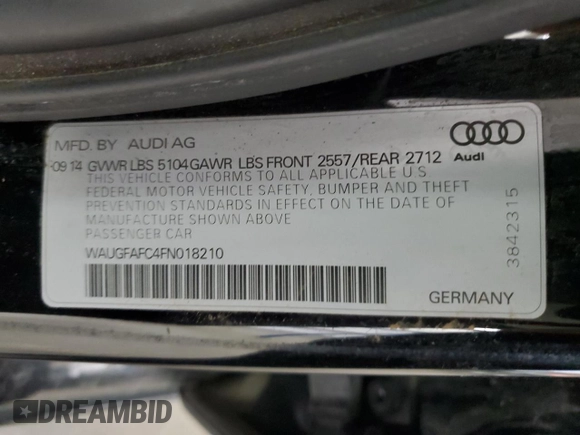 MFD. BY AUDI AG
09 14 GVWR LBS 5104 GAWR LBS FRONT 2557/REAR 2712
Audi
THIS VEHICLE CONFORMS TO ALL APPLICABLE U.S
FEDERAL MOTOR VEHICLE SAFETY, BUMPER AND THEFT
PREVENTION STANDARDS IN EFFECT ON THE DATE OF
MANUFACTURE SHOWN ABOVE
PASSENGER CAR
WAUGFAFC4FN018210
3842315
GERMANY
DREAMBID